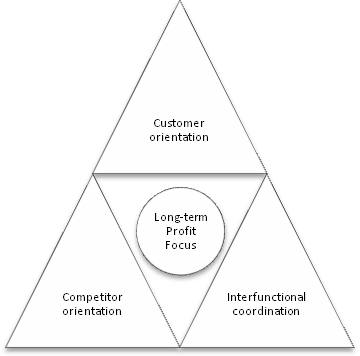 Customer
orientation
Long-term
Profit
Focus
Competitor
orientation
Interfunctional
coordination